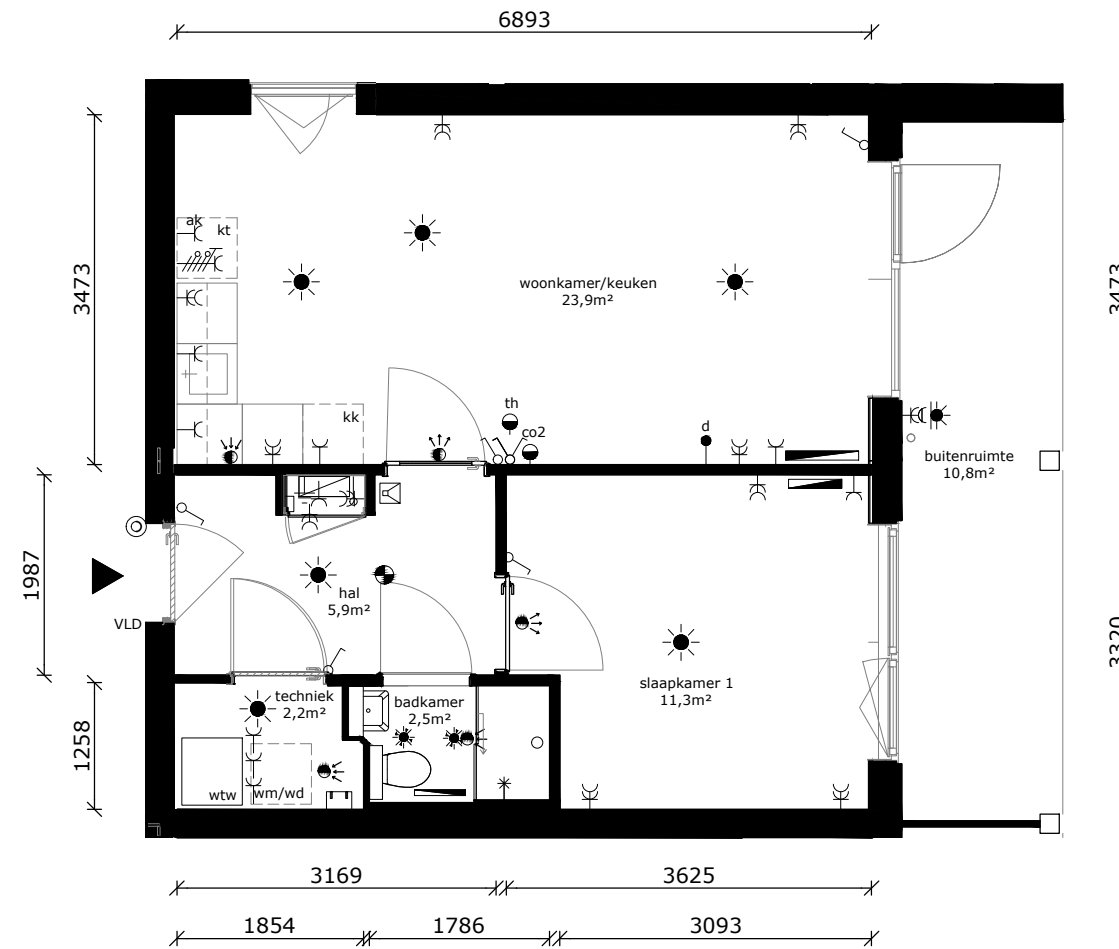 6893
ak
kt
3473
woonkamer/keuken
23,9m²
3473
kk
th
co2
d
buitenruimte
10,8m²
1987
hal
5,9m²
VLD
3320
slaapkamer 1
11,3m²
techniek
2,2m²
badkamer
2,5m²
1258
wtw
wm/wd
3169
3625
1854
1786
3093